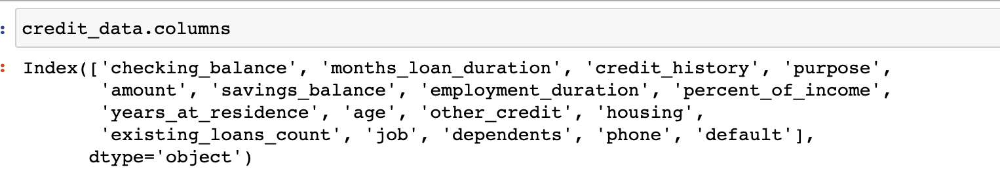 : credit_data.columns
: Index(['checking_balance', 'months_loan_duration', 'credit_history', 'purpose',
'amount', 'savings_balance', 'employment_duration', 'percent_of_income',
'years_at_residence', 'age', 'other_credit', 'housing',
'existing_loans_count', 'job', 'dependents', 'phone', 'default'],
dtype='object')